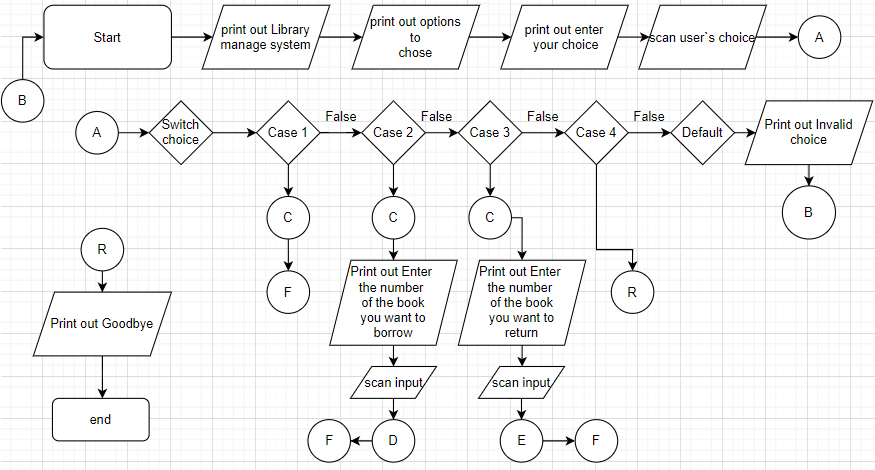 Start
print out Library
manage system
print out options
to
chose
print out enter
your choice
scan user`s choice
A
B
A
Switch
choice
Case 1
False
Case 2
False
Case 3
False
Case 4
False
Default
Print out Invalid
choice
C
C
C
B
R
F
Print out Enter
the number
of the book
you want to
borrow
Print out Enter
the number
of the book
you want to
return
R
Print out Goodbye
scan input
scan input
end
F
D
E
F